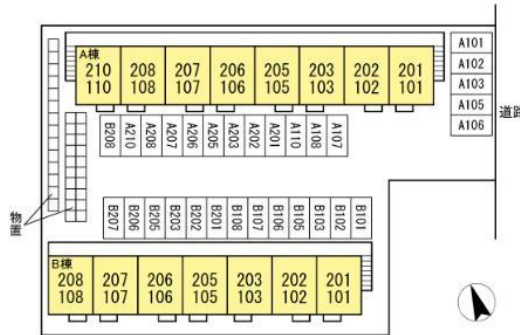 A棟
210 208 207 206 205 203 202 201
110 108 107 106 105 103 102 101
A101
A102
A103
A105
A106
道路
B208 A210 A208 A207 A206 A205 A203 A202 A201 A110 A108 A107
物置
B207 B206 B205 B203 B202 B201 B108 B107 B106 B105 B103 B102 B101
B棟
208 207 206 205 203 202 201
108 107 106 105 103 102 101